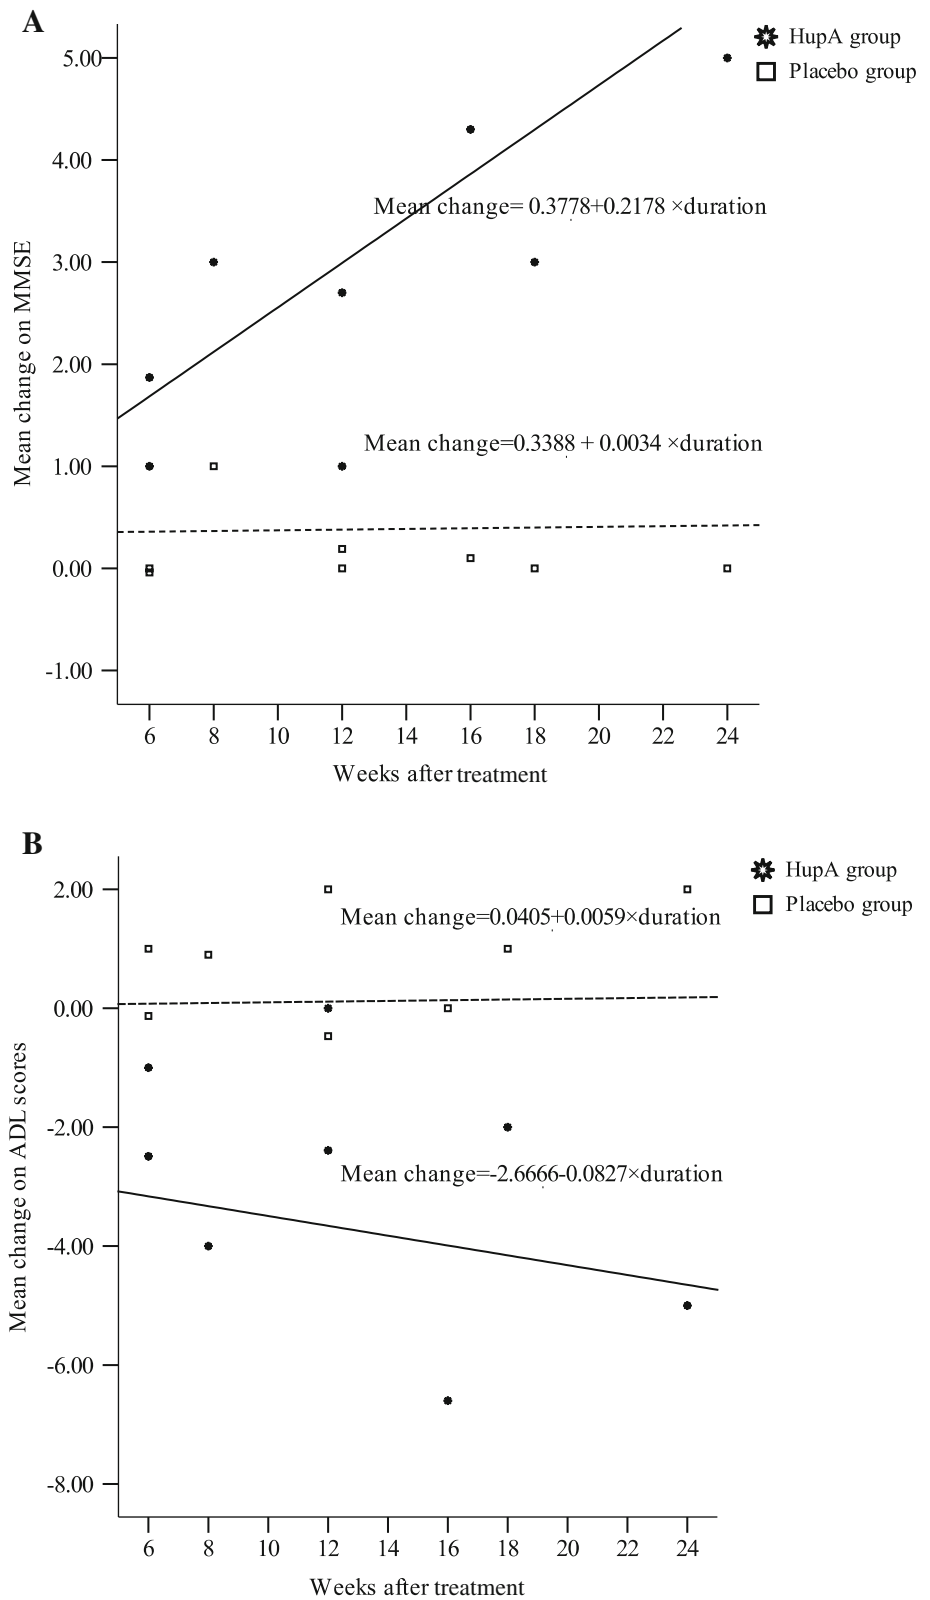 A
HupA group
Placebo group
5.00
4.00
3.00
2.00
1.00
0.00
-1.00
Mean change on MMSE
Mean change= 0.3778+0.2178 ×duration
Mean change=0.3388 + 0.0034 ×duration
6 8 10 12 14 16 18 20 22 24
Weeks after treatment
B
HupA group
Placebo group
2.00
0.00
-2.00
-4.00
-6.00
-8.00
Mean change on ADL scores
Mean change=0.0405+0.0059×duration
Mean change=-2.6666-0.0827×duration
6 8 10 12 14 16 18 20 22 24
Weeks after treatment